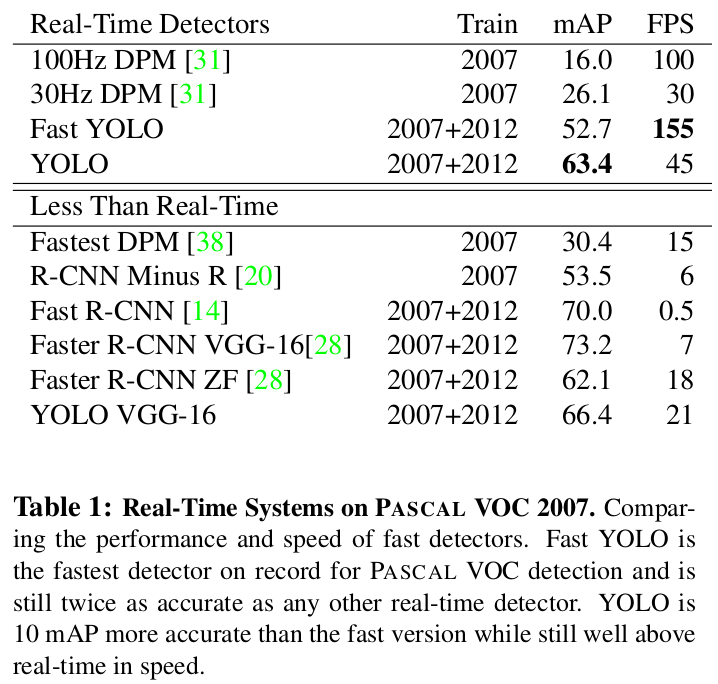 Real-Time Detectors Train mAP FPS
100Hz DPM [31] 2007 16.0 100
30Hz DPM [31] 2007 26.1 30
Fast YOLO 2007+2012 52.7 155
YOLO 2007+2012 63.4 45
Less Than Real-Time
Fastest DPM [38] 2007 30.4 15
R-CNN Minus R [20] 2007 53.5 6
Fast R-CNN [14] 2007+2012 70.0 0.5
Faster R-CNN VGG-16[28] 2007+2012 73.2 7
Faster R-CNN ZF [28] 2007+2012 62.1 18
YOLO VGG-16 2007+2012 66.4 21
Table 1: Real-Time Systems on PASCAL VOC 2007. Compar-
ing the performance and speed of fast detectors. Fast YOLO is
the fastest detector on record for PASCAL VOC detection and is
still twice as accurate as any other real-time detector. YOLO is
10 mAP more accurate than the fast version while still well above
real-time in speed.